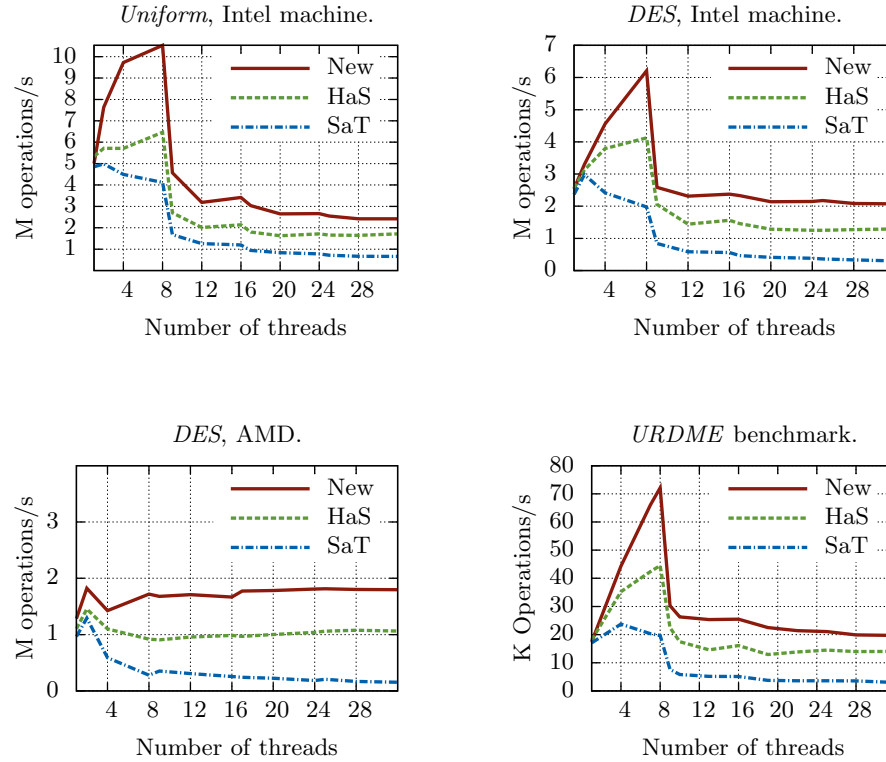 Uniform, Intel machine.
10
9
8
7
6
5
4
3
2
1
M operations/s
New
HaS
SaT
4 8 12 16 20 24 28
Number of threads
DES, Intel machine.
7
6
5
4
3
2
1
0
M operations/s
New
HaS
SaT
4 8 12 16 20 24 28
Number of threads
DES, AMD.
3
2
1
0
M operations/s
New
HaS
SaT
4 8 12 16 20 24 28
Number of threads
URDME benchmark.
80
70
60
50
40
30
20
10
0
K Operations/s
New
HaS
SaT
4 8 12 16 20 24 28
Number of threads